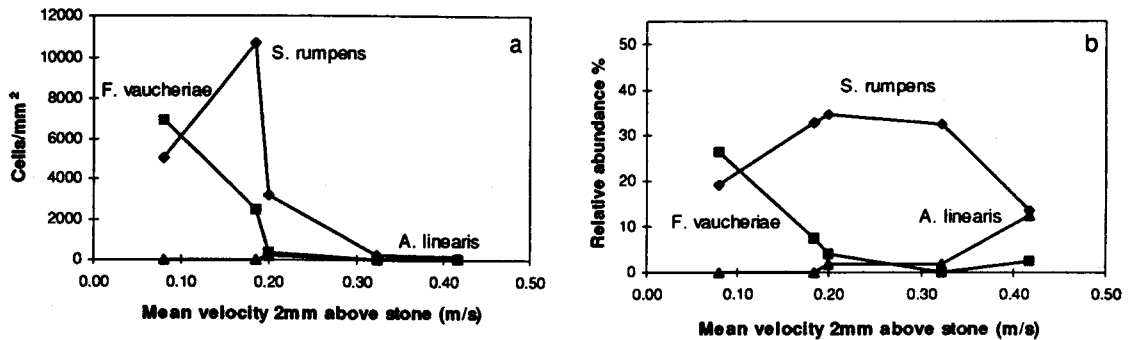 12000
10000
8000
6000
4000
2000
0
Cells/mm²
a
S. rumpens
F. vaucheriae
A. linearis
0.00 0.10 0.20 0.30 0.40 0.50
Mean velocity 2mm above stone (m/s)
50
40
30
20
10
0
Relative abundance %
b
S. rumpens
F. vaucheriae
A. linearis
0.00 0.10 0.20 0.30 0.40 0.50
Mean velocity 2mm above stone (m/s)